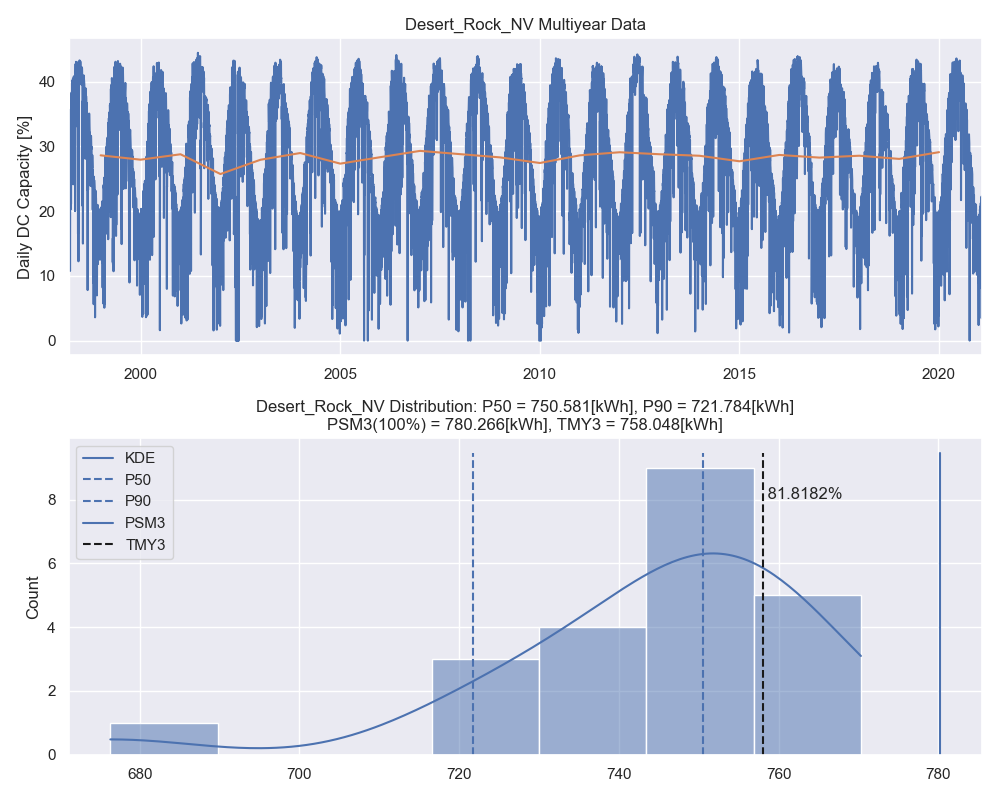 Desert_Rock_NV Multiyear Data
Daily DC Capacity [%]
40
30
20
10
0
2000 2005 2010 2015 2020
Desert_Rock_NV Distribution: P50 = 750.581[kWh], P90 = 721.784[kWh]
PSM3(100%) = 780.266[kWh], TMY3 = 758.048[kWh]
KDE
P50
P90
PSM3
TMY3
81.8182%
Count
8
6
4
2
0
680 700 720 740 760 780